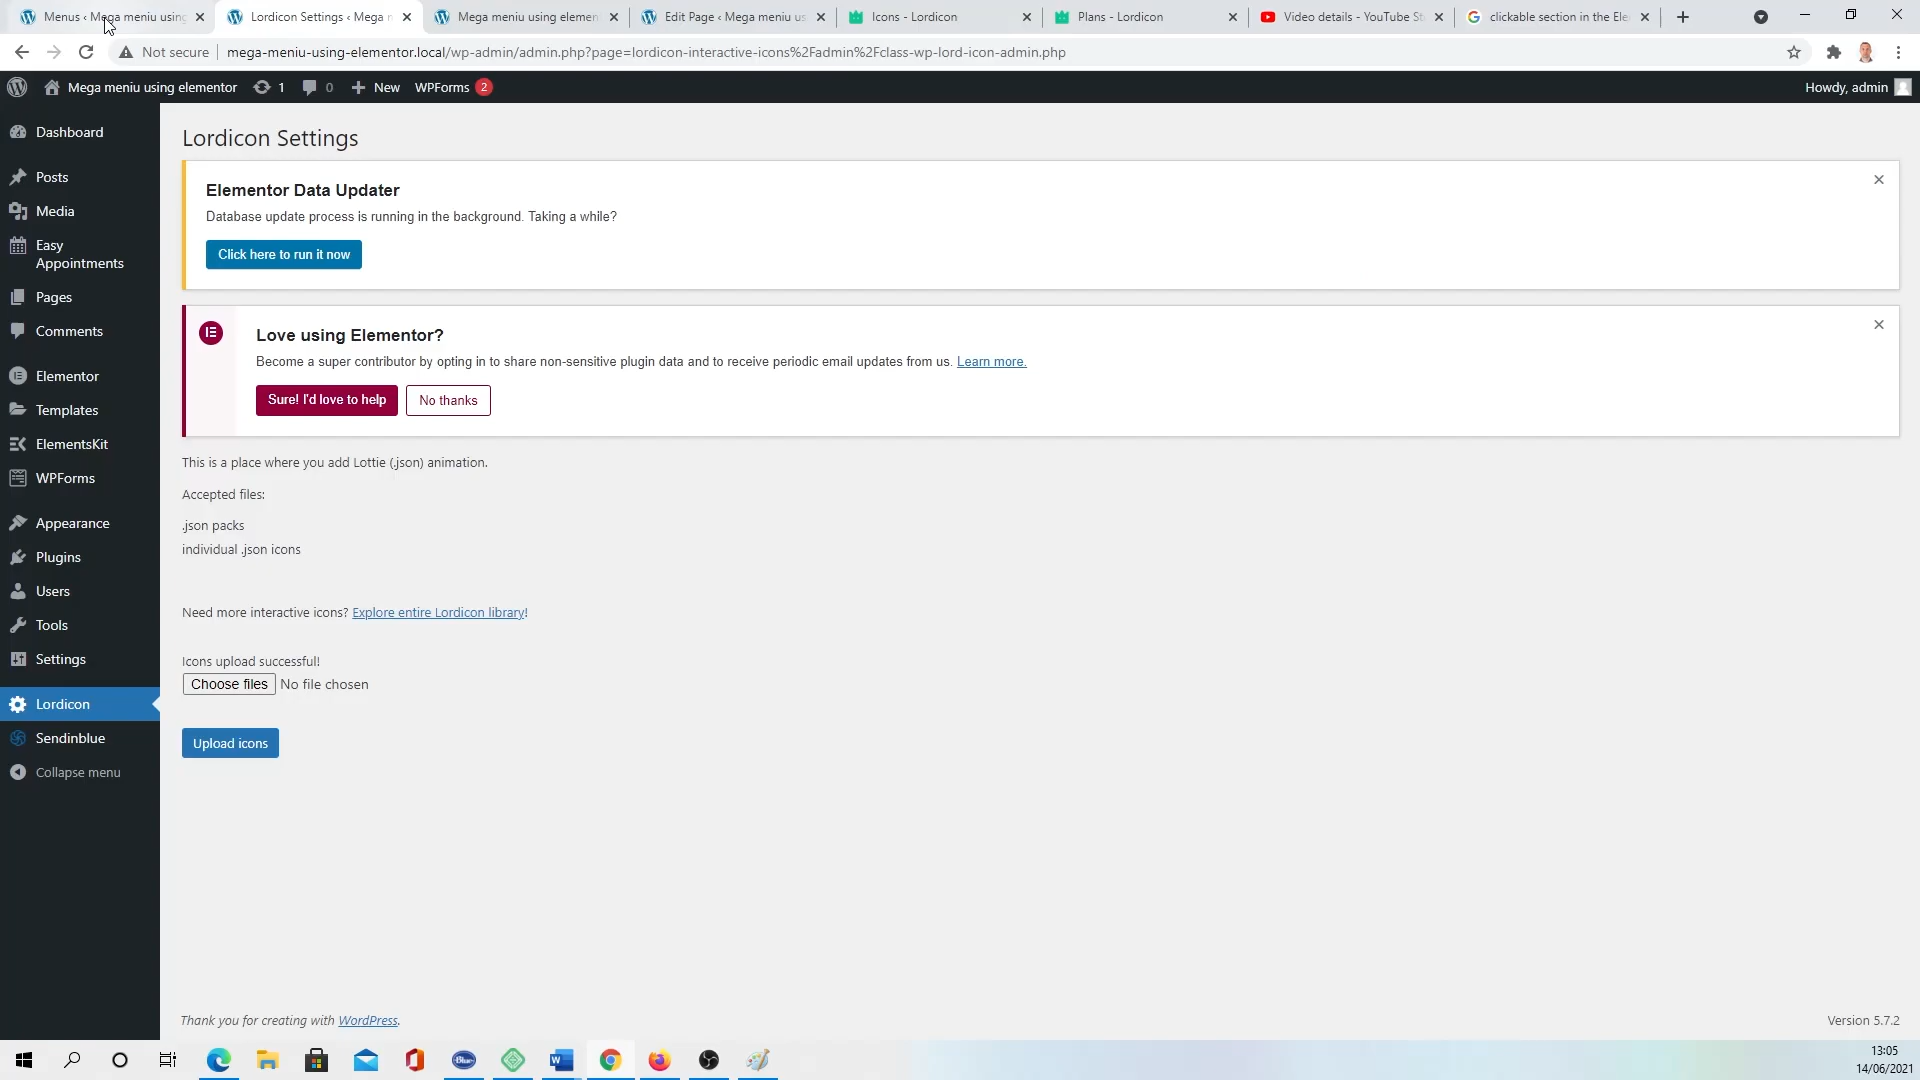 Menus ‹ Mega meniu using
Lordicon Settings ‹ Mega m
Mega meniu using elemen
Edit Page ‹ Mega meniu us
Icons - Lordicon
Plans - Lordicon
Video details - YouTube St
clickable section in the Ele
Not secure
mega-meniu-using-elementor.local/wp-admin/admin.php?page=lordicon-interactive-icons%2Fadmin%2Fclass-wp-lord-icon-admin.php
Mega meniu using elementor
1
0
New
WPForms 2
Howdy, admin
Dashboard
Posts
Media
Easy
Appointments
Pages
Comments
Elementor
Templates
ElementsKit
WPForms
Appearance
Plugins
Users
Tools
Settings
Lordicon
Sendinblue
Collapse menu
Lordicon Settings
Elementor Data Updater
Database update process is running in the background. Taking a while?
Click here to run it now
Love using Elementor?
Become a super contributor by opting in to share non-sensitive plugin data and to receive periodic email updates from us. Learn more.
Sure! I'd love to help
No thanks
This is a place where you add Lottie (.json) animation.
Accepted files:
.json packs
individual .json icons
Need more interactive icons? Explore entire Lordicon library!
Icons upload successful!
Choose files No file chosen
Upload icons
Thank you for creating with WordPress.
Version 5.7.2
13:05
14/06/2021